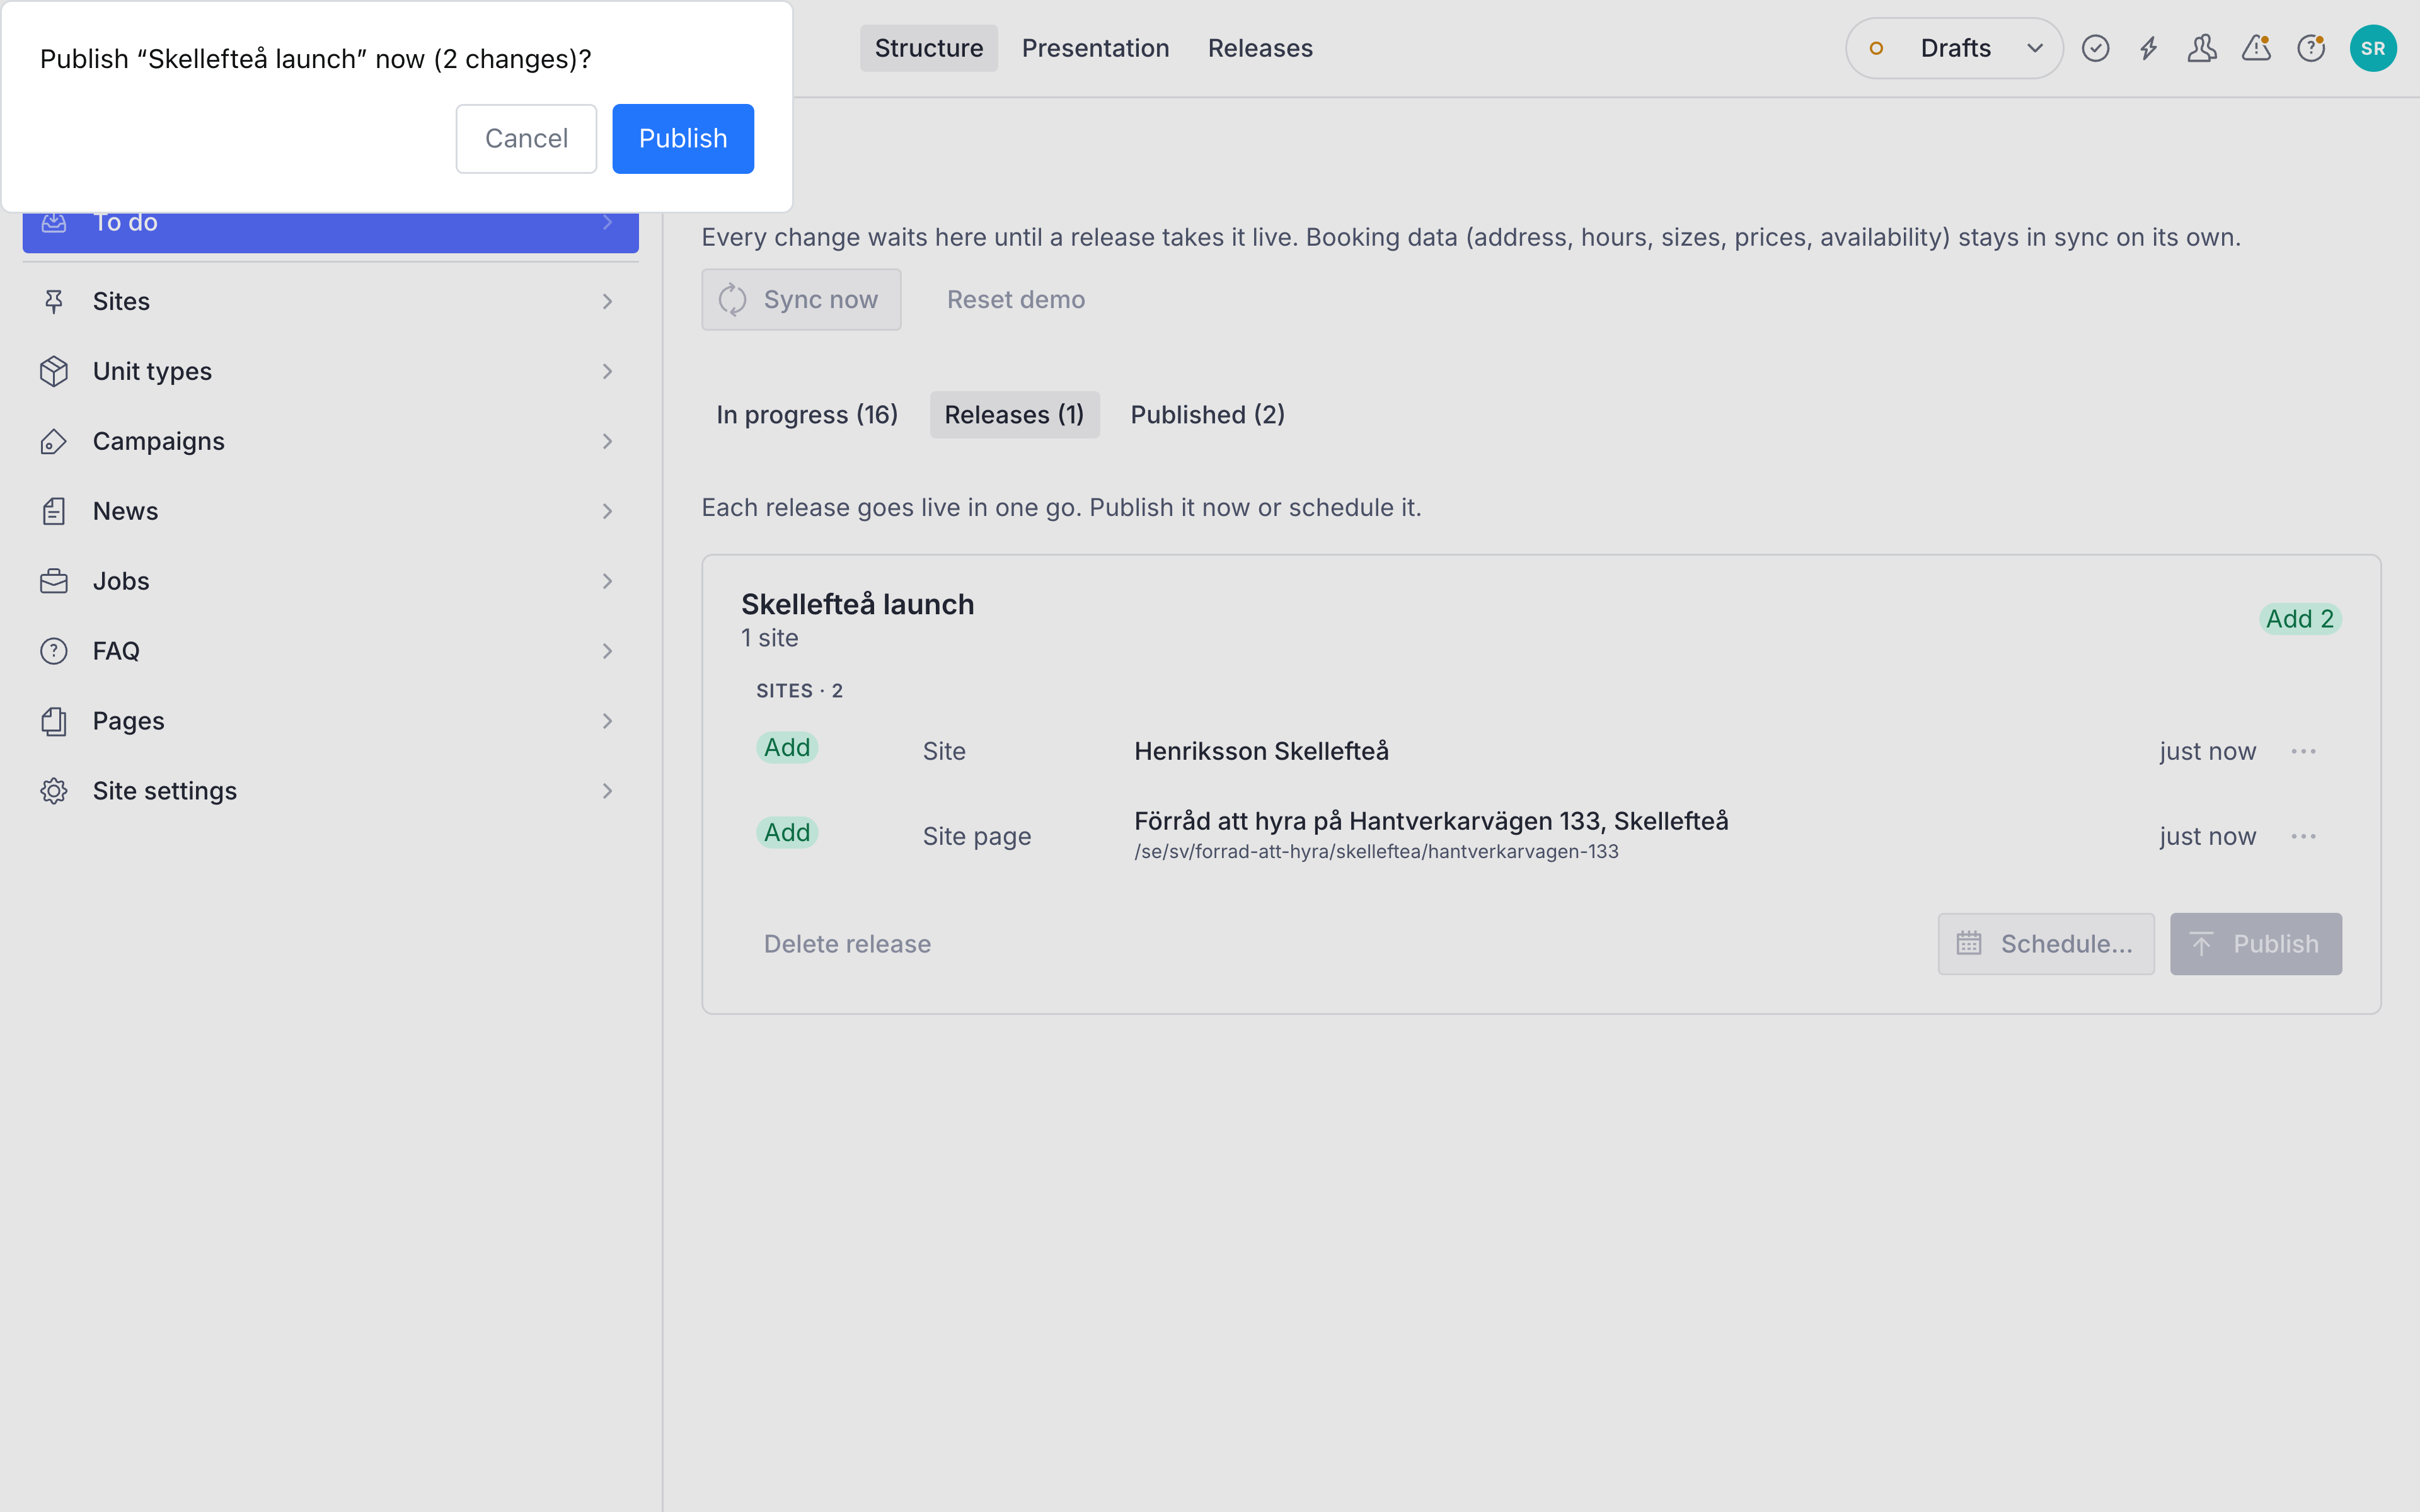 Publish “Skellefteå launch” now (2 changes)?
Cancel
Publish
Structure
Presentation
Releases
Drafts
SR
To do
Sites
Unit types
Campaigns
News
Jobs
FAQ
Pages
Site settings
Every change waits here until a release takes it live. Booking data (address, hours, sizes, prices, availability) stays in sync on its own.
Sync now
Reset demo
In progress (16)
Releases (1)
Published (2)
Each release goes live in one go. Publish it now or schedule it.
Skellefteå launch
1 site
Add 2
SITES · 2
Add
Site
Henriksson Skellefteå
just now
Add
Site page
Förråd att hyra på Hantverkarvägen 133, Skellefteå
/se/sv/forrad-att-hyra/skelleftea/hantverkarvagen-133
just now
Delete release
Schedule...
Publish